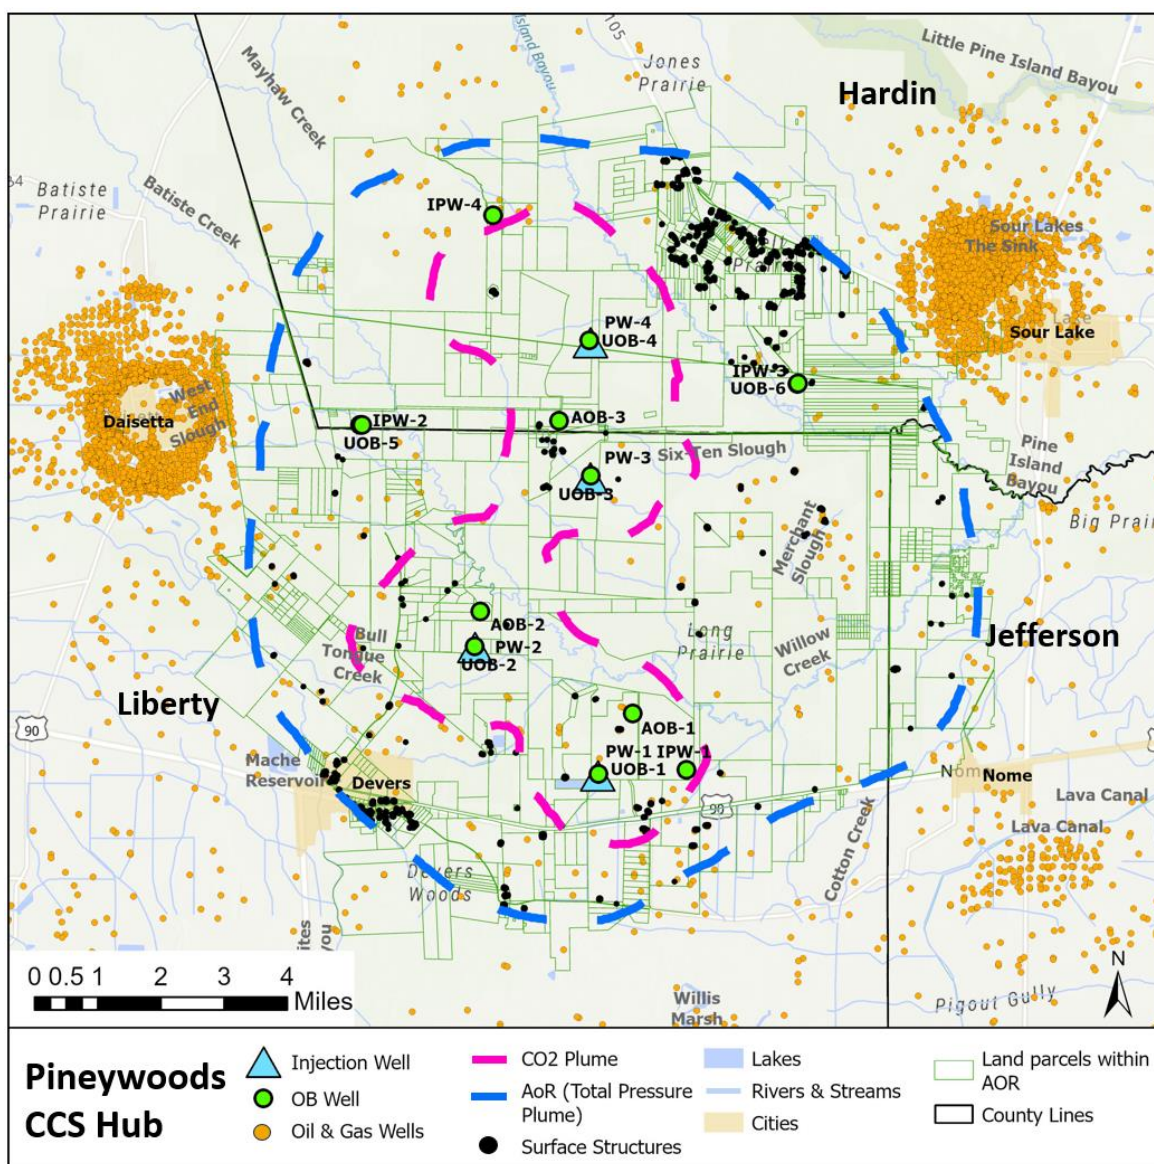 Island Bayou
105
Little Pine Island Bayou
Mayhaw Creek
Jones
Prairie
Hardin
84
Batiste
Prairie
Batiste Creek
IPW-4
Sour Lakes
The Sink
PW-4
UOB-4
Sour Lake
IPW-3
UOB-6
West
End
Slough
Daisetta
IPW-2
UOB-5
AOB-3
PW-3
UOB-3
Six-Ten Slough
Pine
Island
Bayou
Big Prair
Merchant
Slough
AOB-2
PW-2
UOB-2
Bull
Tongue
Creek
Long
Prairie
Willow
Creek
Jefferson
Liberty
90
AOB-1
PW-1 IPW-1
UOB-1
Mache
Reservoir
Devers
90
Nome
Lava Canal
Lava Canal
Cotton Creek
Devers
Woods
Willis
Marsh
Pigout Gully
N
0 0.5 1 2 3 4
Miles
Pineywoods
CCS Hub
Injection Well
OB Well
Oil & Gas Wells
CO2 Plume
AoR (Total Pressure
Plume)
Surface Structures
Lakes
Rivers & Streams
Cities
Land parcels within
AOR
County Lines